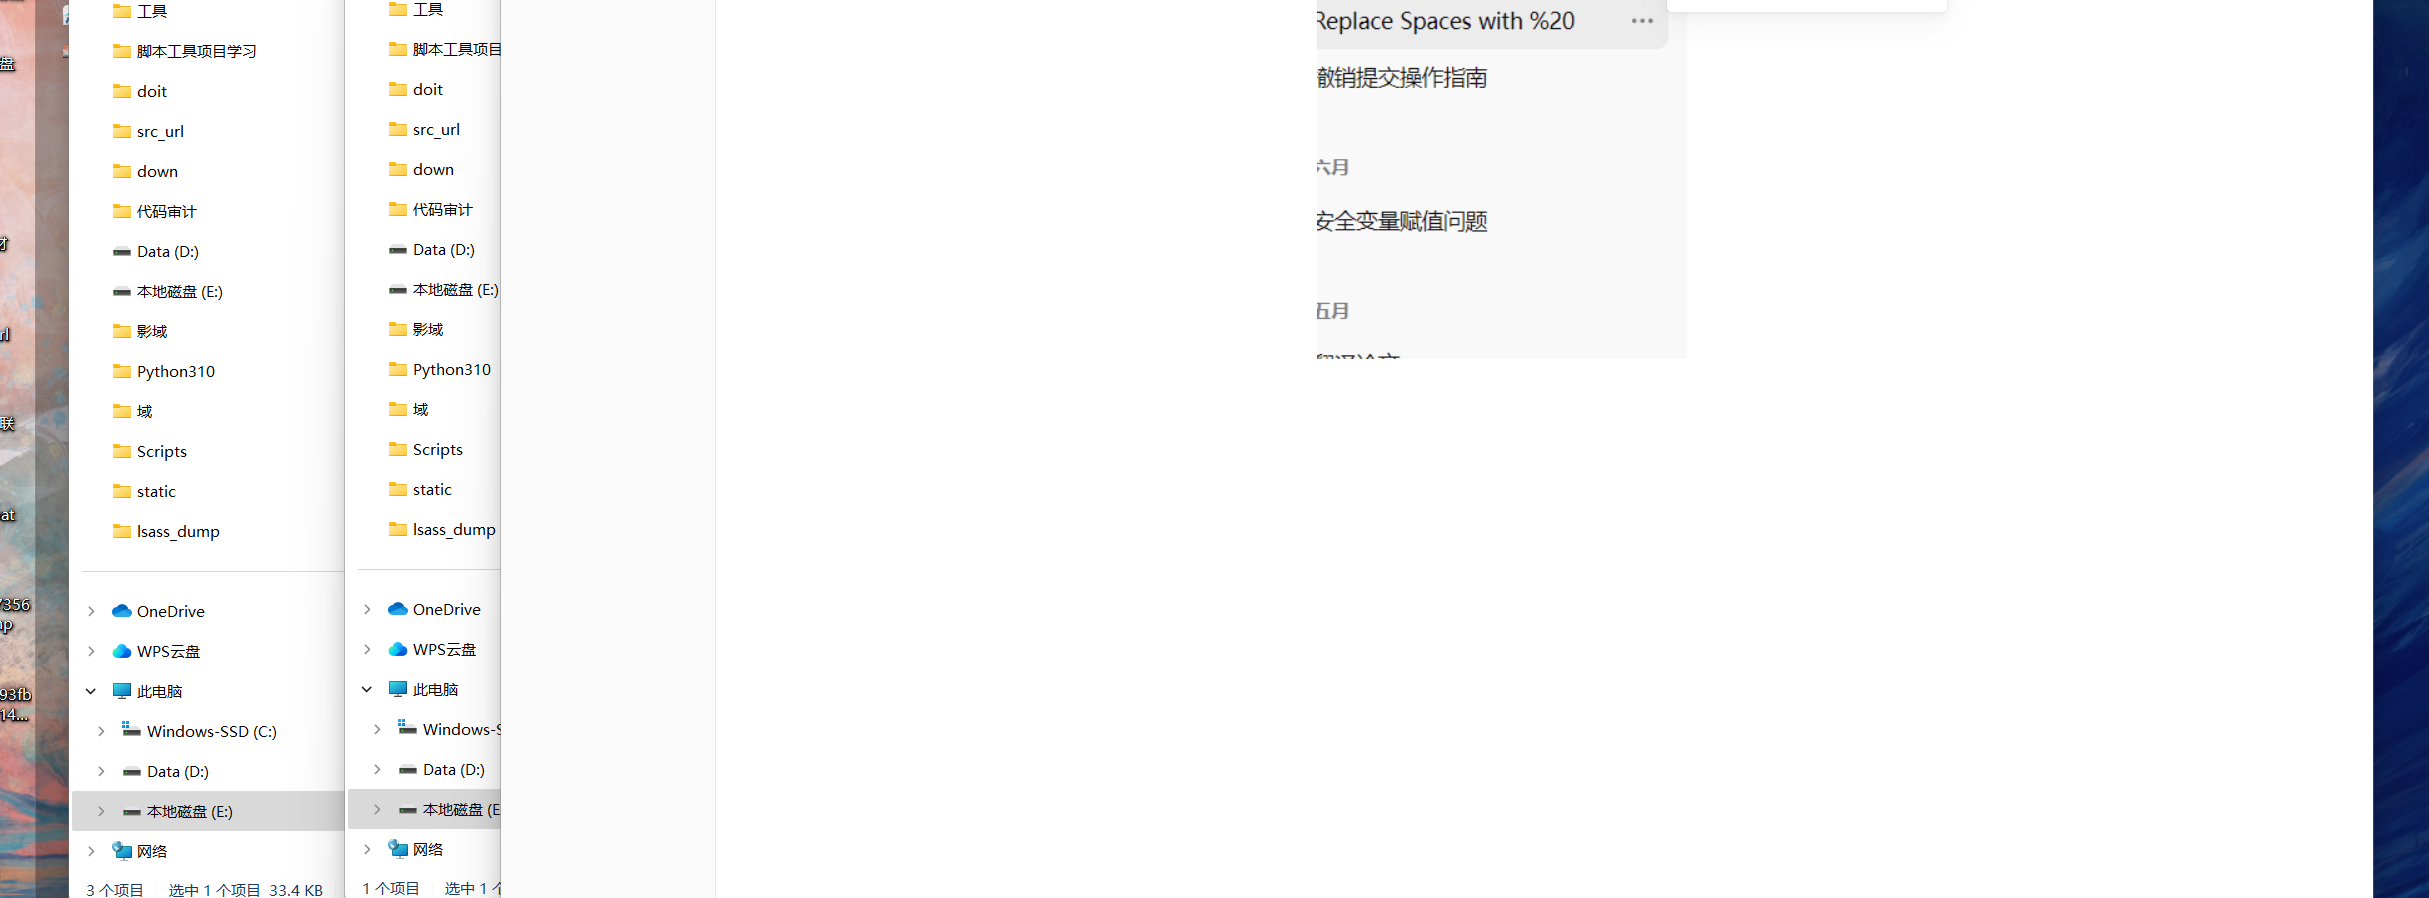 盘
rl
联
at
7356
np
93fb
14...
工具
脚本工具项目学习
doit
src_url
down
代码审计
Data (D:)
本地磁盘 (E:)
影域
Python310
域
Scripts
static
lsass_dump
OneDrive
WPS云盘
此电脑
Windows-SSD (C:)
Data (D:)
本地磁盘 (E:)
网络
3 个项目 选中 1 个项目 33.4 KB
工具
脚本工具项目
doit
src_url
down
代码审计
Data (D:)
本地磁盘 (E:)
影域
Python310
域
Scripts
static
lsass_dump
OneDrive
WPS云盘
此电脑
Windows-S
Data (D:)
本地磁盘 (E
网络
1 个项目 选中 1 个
Replace Spaces with %20
撤销提交操作指南
六月
安全变量赋值问题
五月